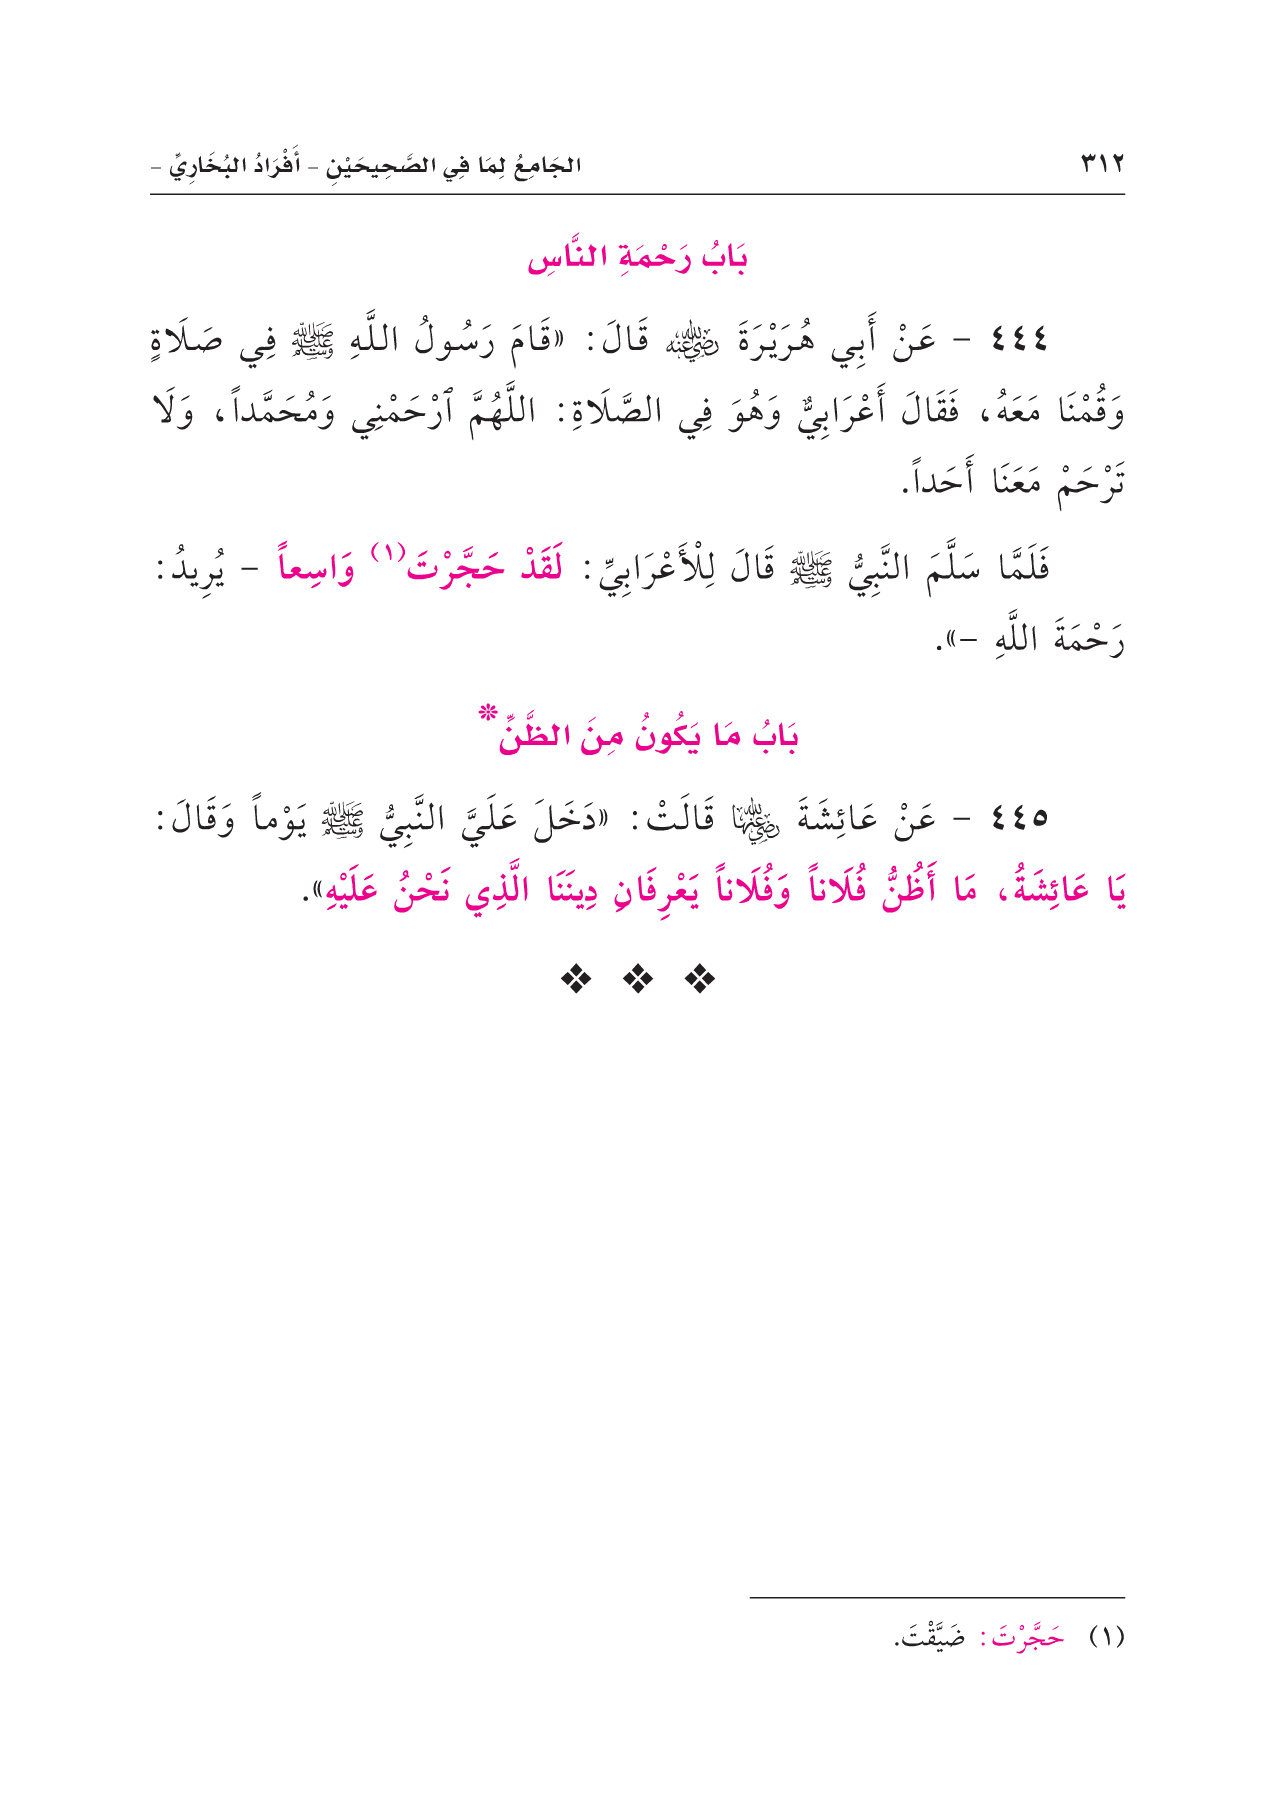 ٣١٢
الجَامِعُ لِمَا فِي الصَّحِيحَيْنِ – أَفْرَادُ البُخَارِيِّ –
بَابُ رَحْمَةِ النَّاسِ
٤٤٤ – عَنْ أَبِي هُرَيْرَةَ ﵁ قَالَ: «قَامَ رَسُولُ اللَّهِ ﷺ فِي صَلَاةٍ
وَقُمْنَا مَعَهُ، فَقَالَ أَعْرَابِيٌّ وَهُوَ فِي الصَّلَاةِ: اللَّهُمَّ ٱرْحَمْنِي وَمُحَمَّداً، وَلَا
تَرْحَمْ مَعَنَا أَحَداً.
فَلَمَّا سَلَّمَ النَّبِيُّ ﷺ قَالَ لِلْأَعْرَابِيِّ: لَقَدْ حَجَّرْتَ(١) وَاسِعاً – يُرِيدُ:
رَحْمَةَ اللَّهِ –».
بَابُ مَا يَكُونُ مِنَ الظَّنِّ*
٤٤٥ – عَنْ عَائِشَةَ ﵂ قَالَتْ: «دَخَلَ عَلَيَّ النَّبِيُّ ﷺ يَوْماً وَقَالَ:
يَا عَائِشَةُ، مَا أَظُنُّ فُلَاناً وَفُلَاناً يَعْرِفَانِ دِينَنَا الَّذِي نَحْنُ عَلَيْهِ».
(١) حَجَّرْتَ: ضَيَّقْتَ.